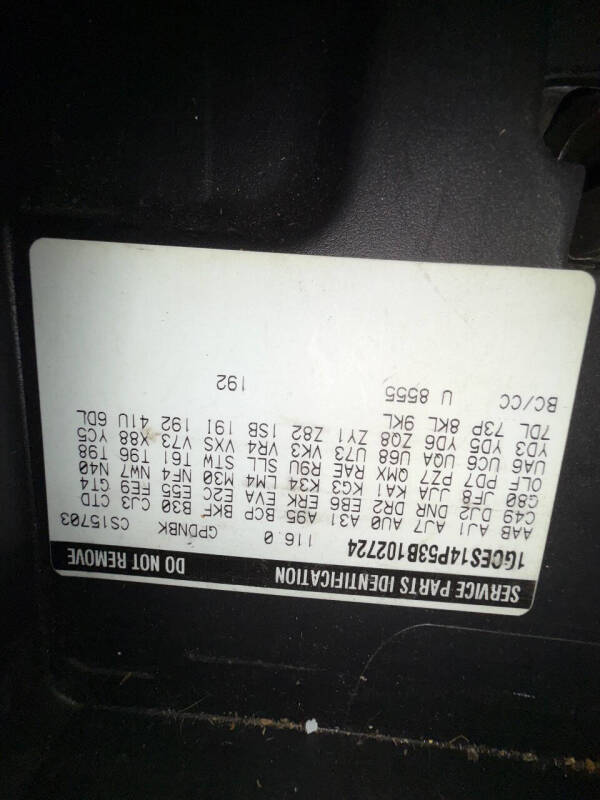 SERVICE PARTS IDENTIFICATION DO NOT REMOVE
1GCES14P53B102724 116.0 GPDNBK CS15703
AAB AJ1 AJ7 AU0 A31 A95 BCP BKF B30 CJ3 CTD
C49 DJ2 DNR DR2 EB6 ERK EVA E2C E55 FE9 GT4
G80 JF8 JUA KA1 KG3 K34 LM4 M30 NF4 NW7 N40
OLF PD7 PZ7 QMX RAE R9U SLL STW T61 T96 T98
UA6 UC6 UQA U68 U73 VK3 VR4 VXS V73 X88 YC5
YD3 YD5 YD6 ZQ8 ZY1 Z82 1SB 19I 192 41U 6DL
7DL 73P 8KL 9KL
BC/CC U 8555 192